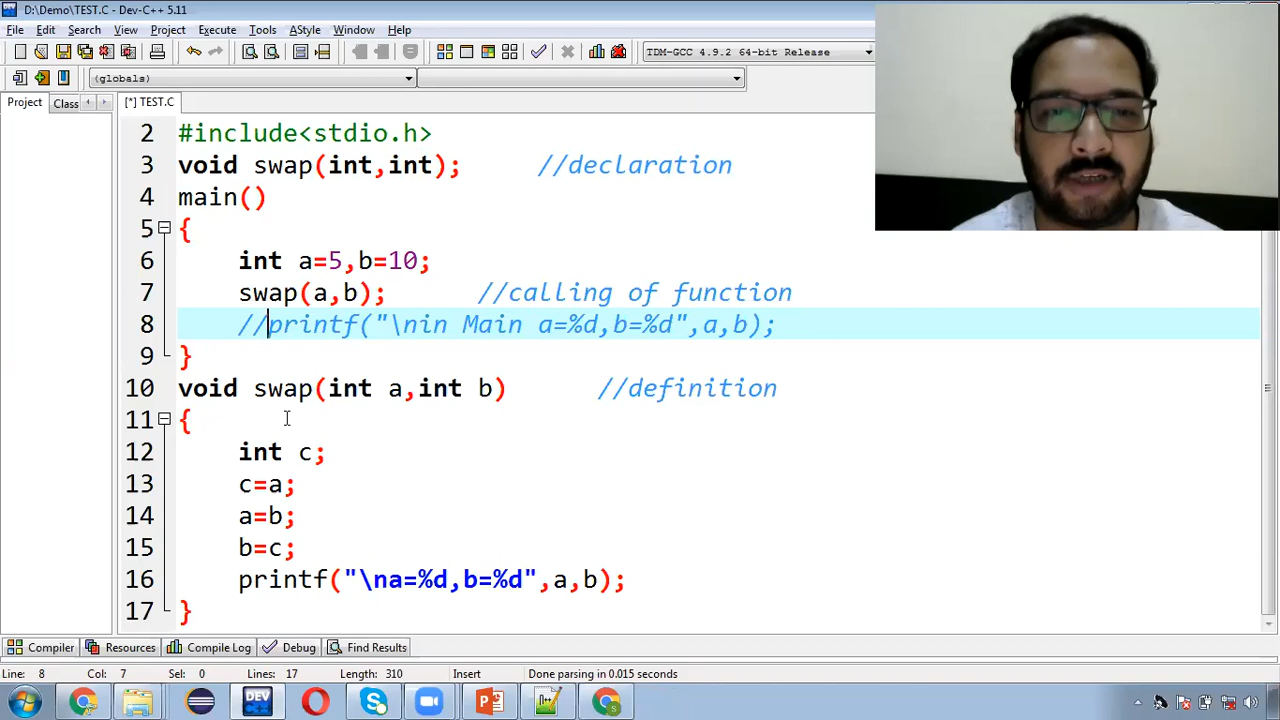 D:\Demo\TEST.C - Dev-C++ 5.11
File Edit Search View Project Execute Tools AStyle Window Help
TDM-GCC 4.9.2 64-bit Release
(globals)
Project Class [*] TEST.C
2 #include<stdio.h>
3 void swap(int,int); //declaration
4 main()
5 {
6 int a=5,b=10;
7 swap(a,b); //calling of function
8 //printf("\nin Main a=%d,b=%d",a,b);
9 }
10 void swap(int a,int b) //definition
11 {
12 int c;
13 c=a;
14 a=b;
15 b=c;
16 printf("\na=%d,b=%d",a,b);
17 }
Compiler Resources Compile Log Debug Find Results
Line: 8 Col: 7 Sel: 0 Lines: 17 Length: 310 Insert Done parsing in 0.015 seconds
DEV C++